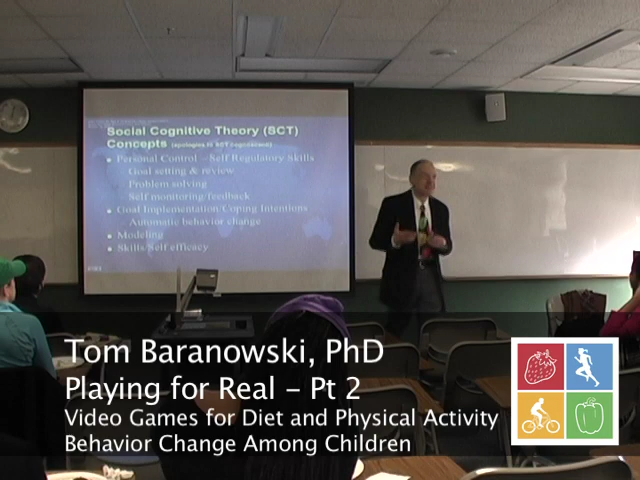 Social Cognitive Theory (SCT)
Concepts (apologies to SCT cognoscenti)
Personal Control - Self Regulatory Skills
Goal setting & review
Problem solving
Self monitoring/feedback
Goal Implementation/Coping Intentions
Automatic behavior change
Modeling
Skills/Self efficacy
Tom Baranowski, PhD
Playing for Real – Pt 2
Video Games for Diet and Physical Activity
Behavior Change Among Children